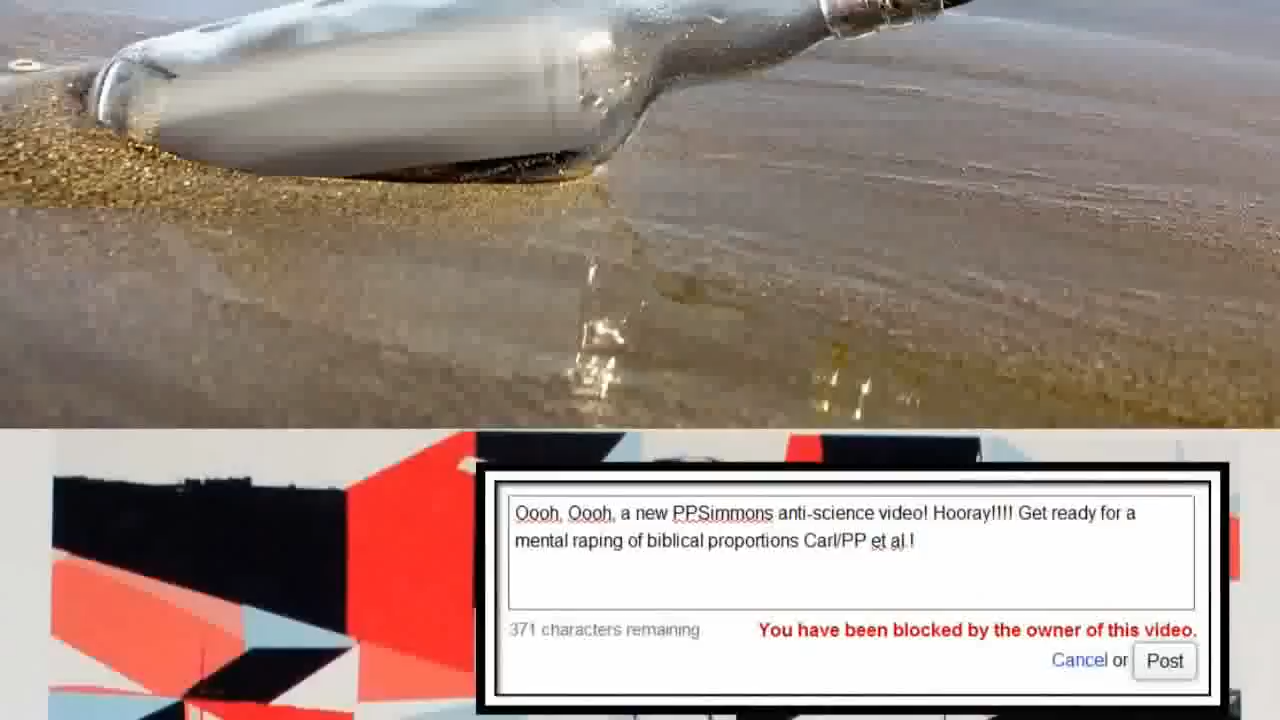 Oooh, Oooh, a new PPSimmons anti-science video! Hooray!!!! Get ready for a
mental raping of biblical proportions Carl/PP et al.!
371 characters remaining
You have been blocked by the owner of this video.
Cancel or Post